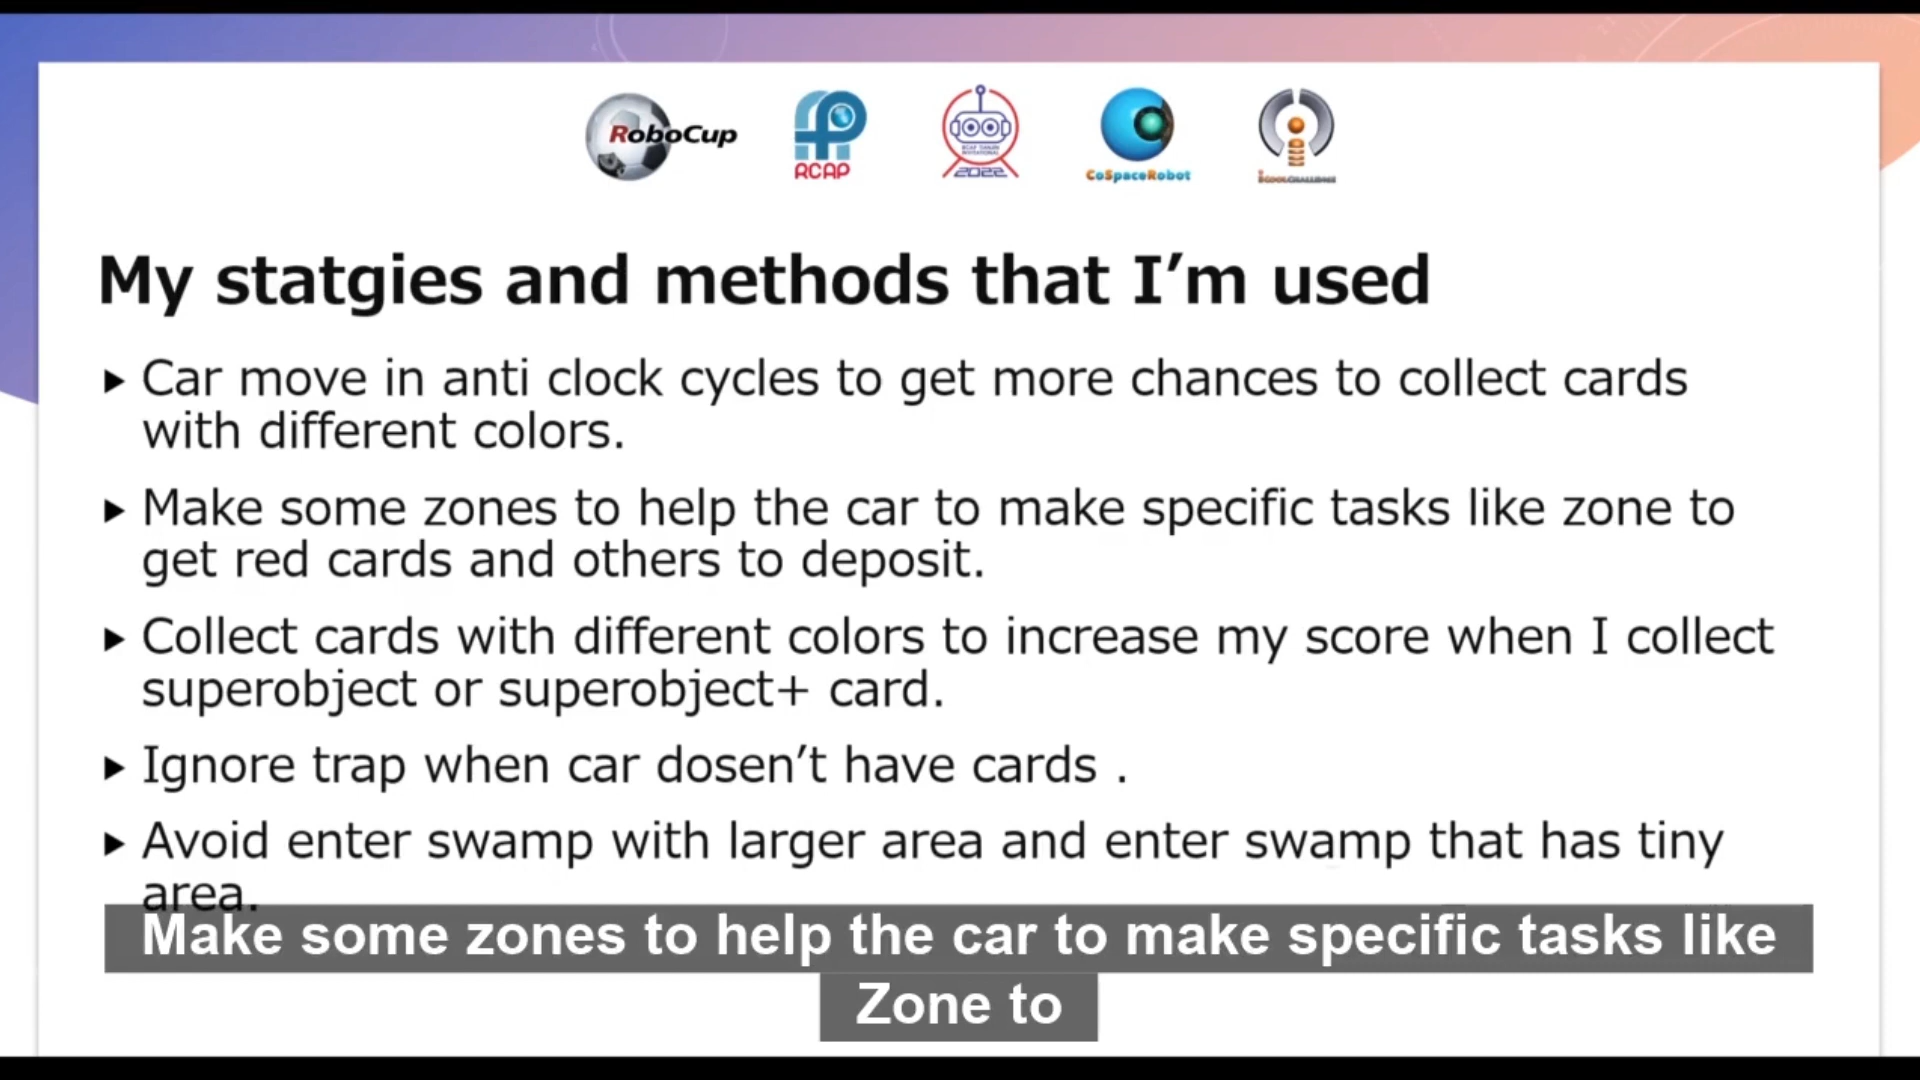 RoboCup
RCAP
RCAP TIANJIN
INVITATIONAL
2022
CoSpaceRobot
My statgies and methods that I’m used
Car move in anti clock cycles to get more chances to collect cards
with different colors.
Make some zones to help the car to make specific tasks like zone to
get red cards and others to deposit.
Collect cards with different colors to increase my score when I collect
superobject or superobject+ card.
Ignore trap when car dosen’t have cards .
Avoid enter swamp with larger area and enter swamp that has tiny
area.
Make some zones to help the car to make specific tasks like
Zone to